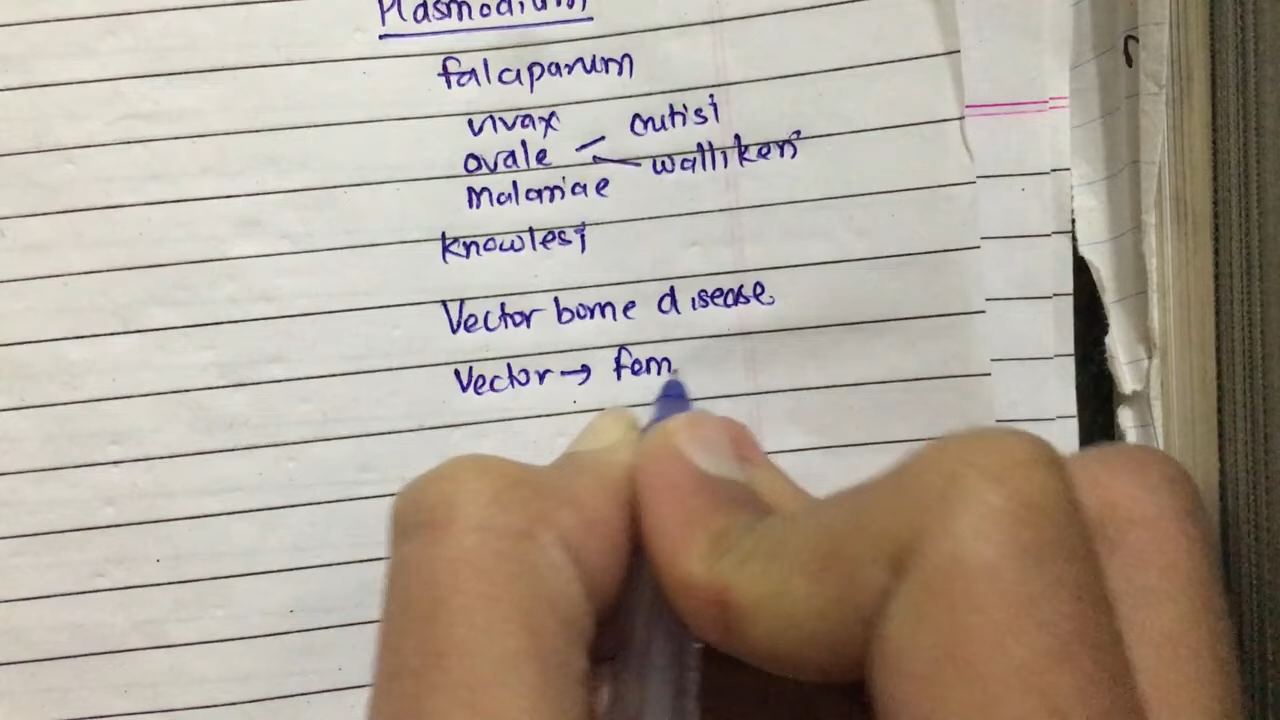 Plasmodium
falciparum
vivax
curtisi
ovale
wallikeri
Malariae
knowlesi
Vector borne disease
Vector → fem